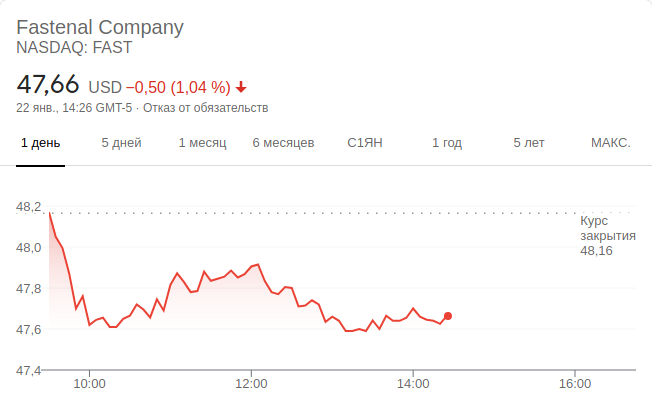 Fastenal Company
NASDAQ: FAST
47,66 USD −0,50 (1,04 %)
22 янв., 14:26 GMT-5 · Отказ от обязательств
1 день 5 дней 1 месяц 6 месяцев С1ЯН 1 год 5 лет МАКС.
48,2
Курс
закрытия
48,16
48,0
47,8
47,6
47,4
10:00 12:00 14:00 16:00